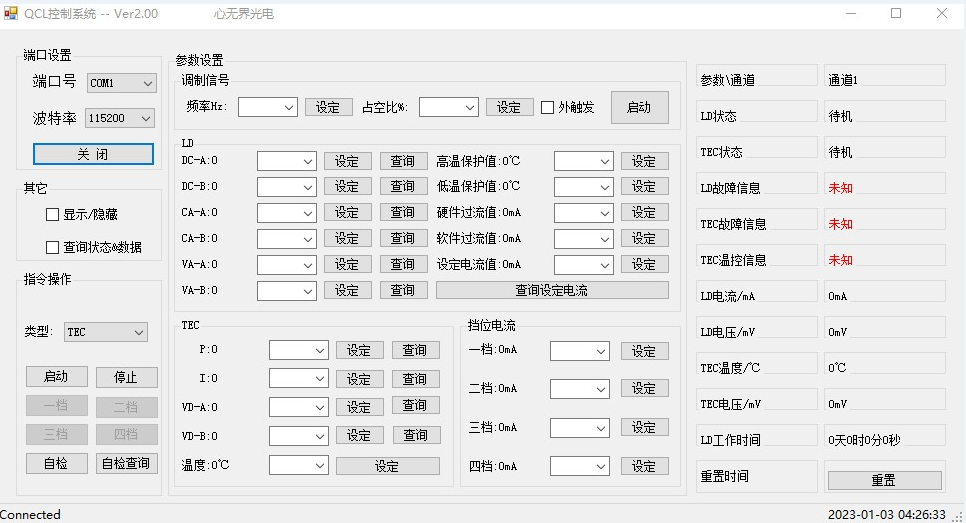 QCL控制系统 -- Ver2.00 心无界光电
端口设置
端口号 COM1
波特率 115200
关 闭
其它
显示/隐藏
查询状态&数据
指令操作
类型: TEC
启动 停止
一档 二档
三档 四档
自检 自检查询
参数设置
调制信号
频率Hz: 设定 占空比%: 设定 外触发 启动
LD
DC-A:0 设定 查询 高温保护值:0℃ 设定
DC-B:0 设定 查询 低温保护值:0℃ 设定
CA-A:0 设定 查询 硬件过流值:0mA 设定
CA-B:0 设定 查询 软件过流值:0mA 设定
VA-A:0 设定 查询 设定电流值:0mA 设定
VA-B:0 设定 查询 查询设定电流
TEC
P:0 设定 查询
I:0 设定 查询
VD-A:0 设定 查询
VD-B:0 设定 查询
温度:0℃ 设定
挡位电流
一档:0mA 设定
二档:0mA 设定
三档:0mA 设定
四档:0mA 设定
参数\通道 通道1
LD状态 待机
TEC状态 待机
LD故障信息 未知
TEC故障信息 未知
TEC温控信息 未知
LD电流/mA 0mA
LD电压/mV 0mV
TEC温度/℃ 0℃
TEC电压/mV 0mV
LD工作时间 0天0时0分0秒
重置时间 重置
Connected 2023-01-03 04:26:33